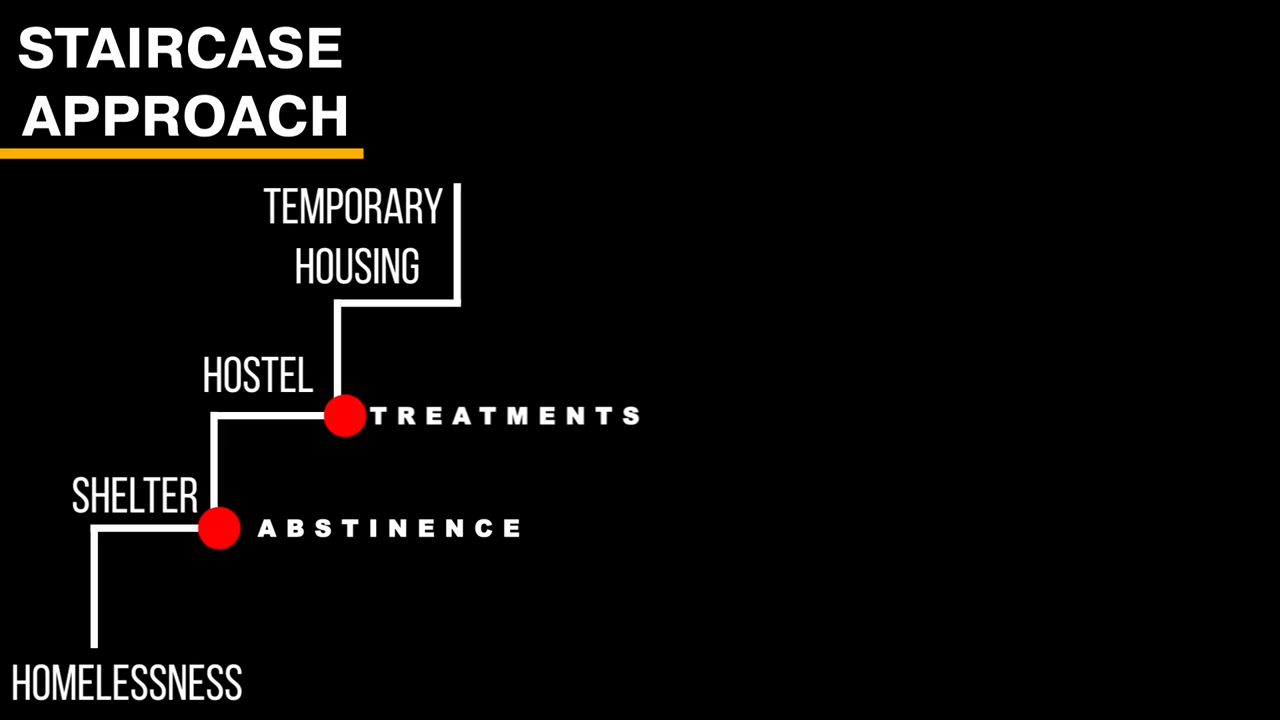 STAIRCASE
APPROACH
TEMPORARY
HOUSING
HOSTEL
TREATMENTS
SHELTER
ABSTINENCE
HOMELESSNESS